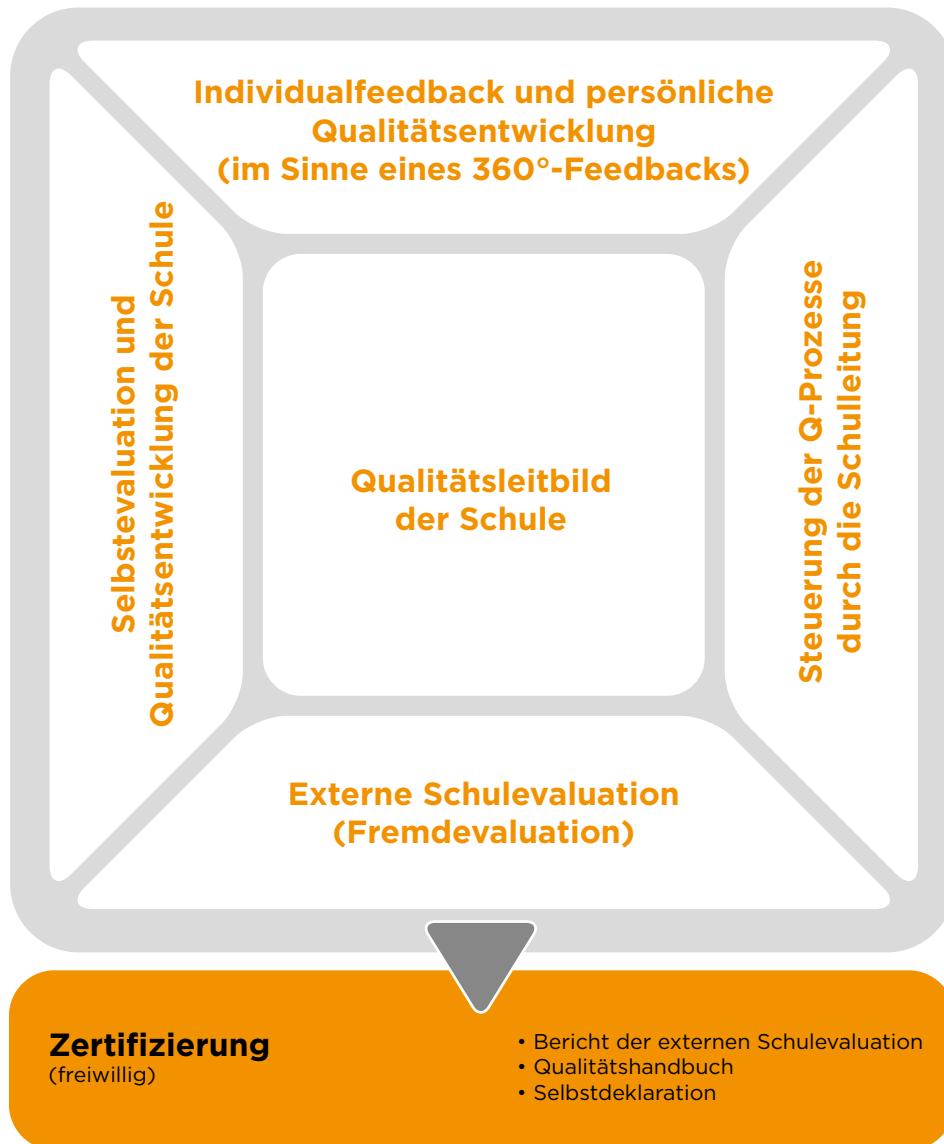 Individualfeedback und persönliche
Qualitätsentwicklung
(im Sinne eines 360°-Feedbacks)
Selbstevaluation und
Qualitätsentwicklung der Schule
Qualitätsleitbild
der Schule
Steuerung der Q-Prozesse
durch die Schulleitung
Externe Schulevaluation
(Fremdevaluation)
Zertifizierung
(freiwillig)
• Bericht der externen Schulevaluation
• Qualitätshandbuch
• Selbstdeklaration